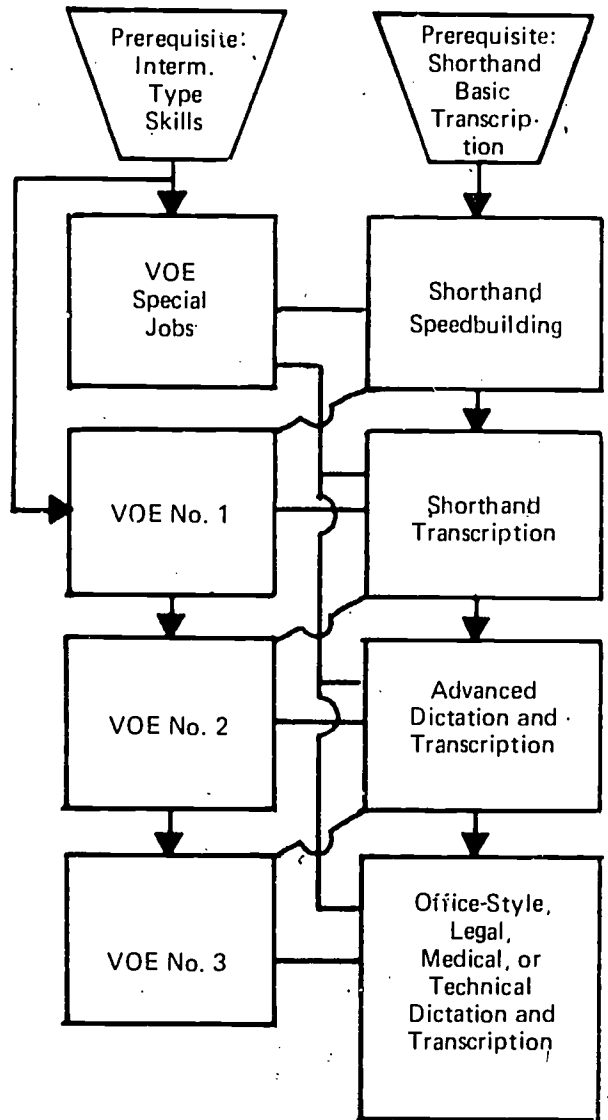 Prerequisite:
Interm.
Type
Skills
Prerequisite:
Shorthand
Basic
Transcrip-
tion
VOE
Special
Jobs
Shorthand
Speedbuilding
VOE No. 1
Shorthand
Transcription
VOE No. 2
Advanced
Dictation and
Transcription
VOE No. 3
Office-Style,
Legal,
Medical, or
Technical
Dictation and
Transcription